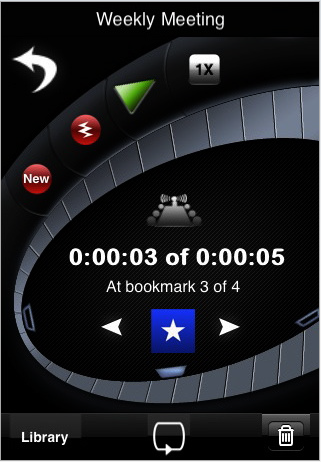 Weekly Meeting
1X
New
0:00:03 of 0:00:05
At bookmark 3 of 4
Library